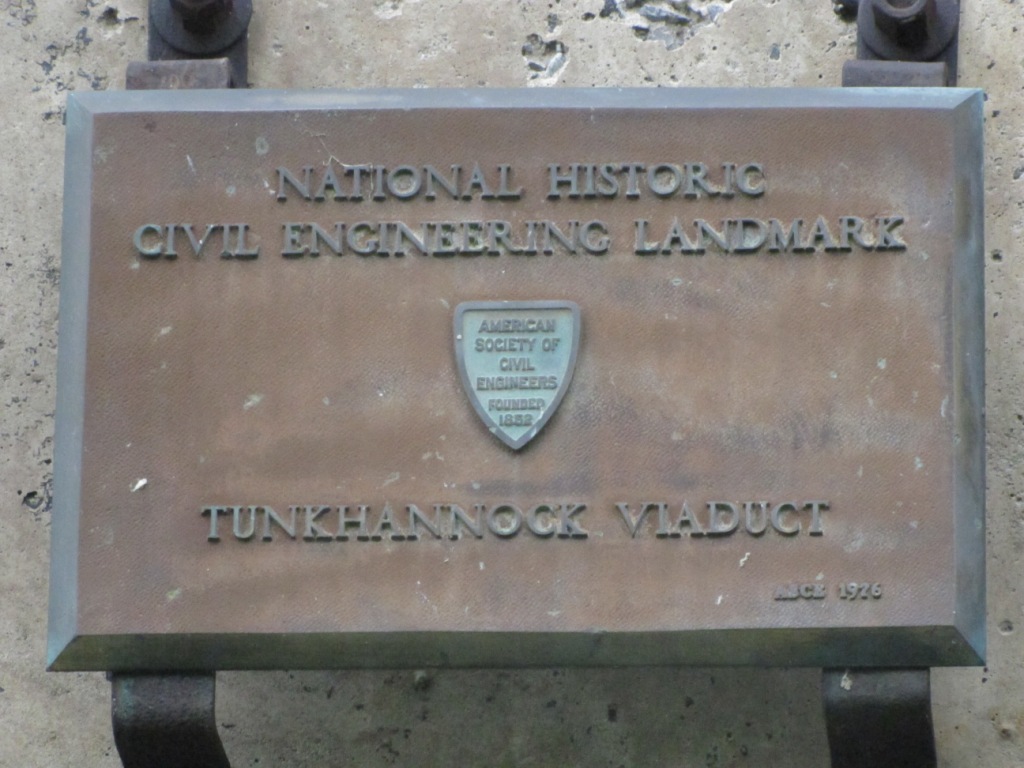 NATIONAL HISTORIC
CIVIL ENGINEERING LANDMARK
AMERICAN
SOCIETY OF
CIVIL
ENGINEERS
FOUNDED
1852
TUNKHANNOCK VIADUCT
ASCE 1976